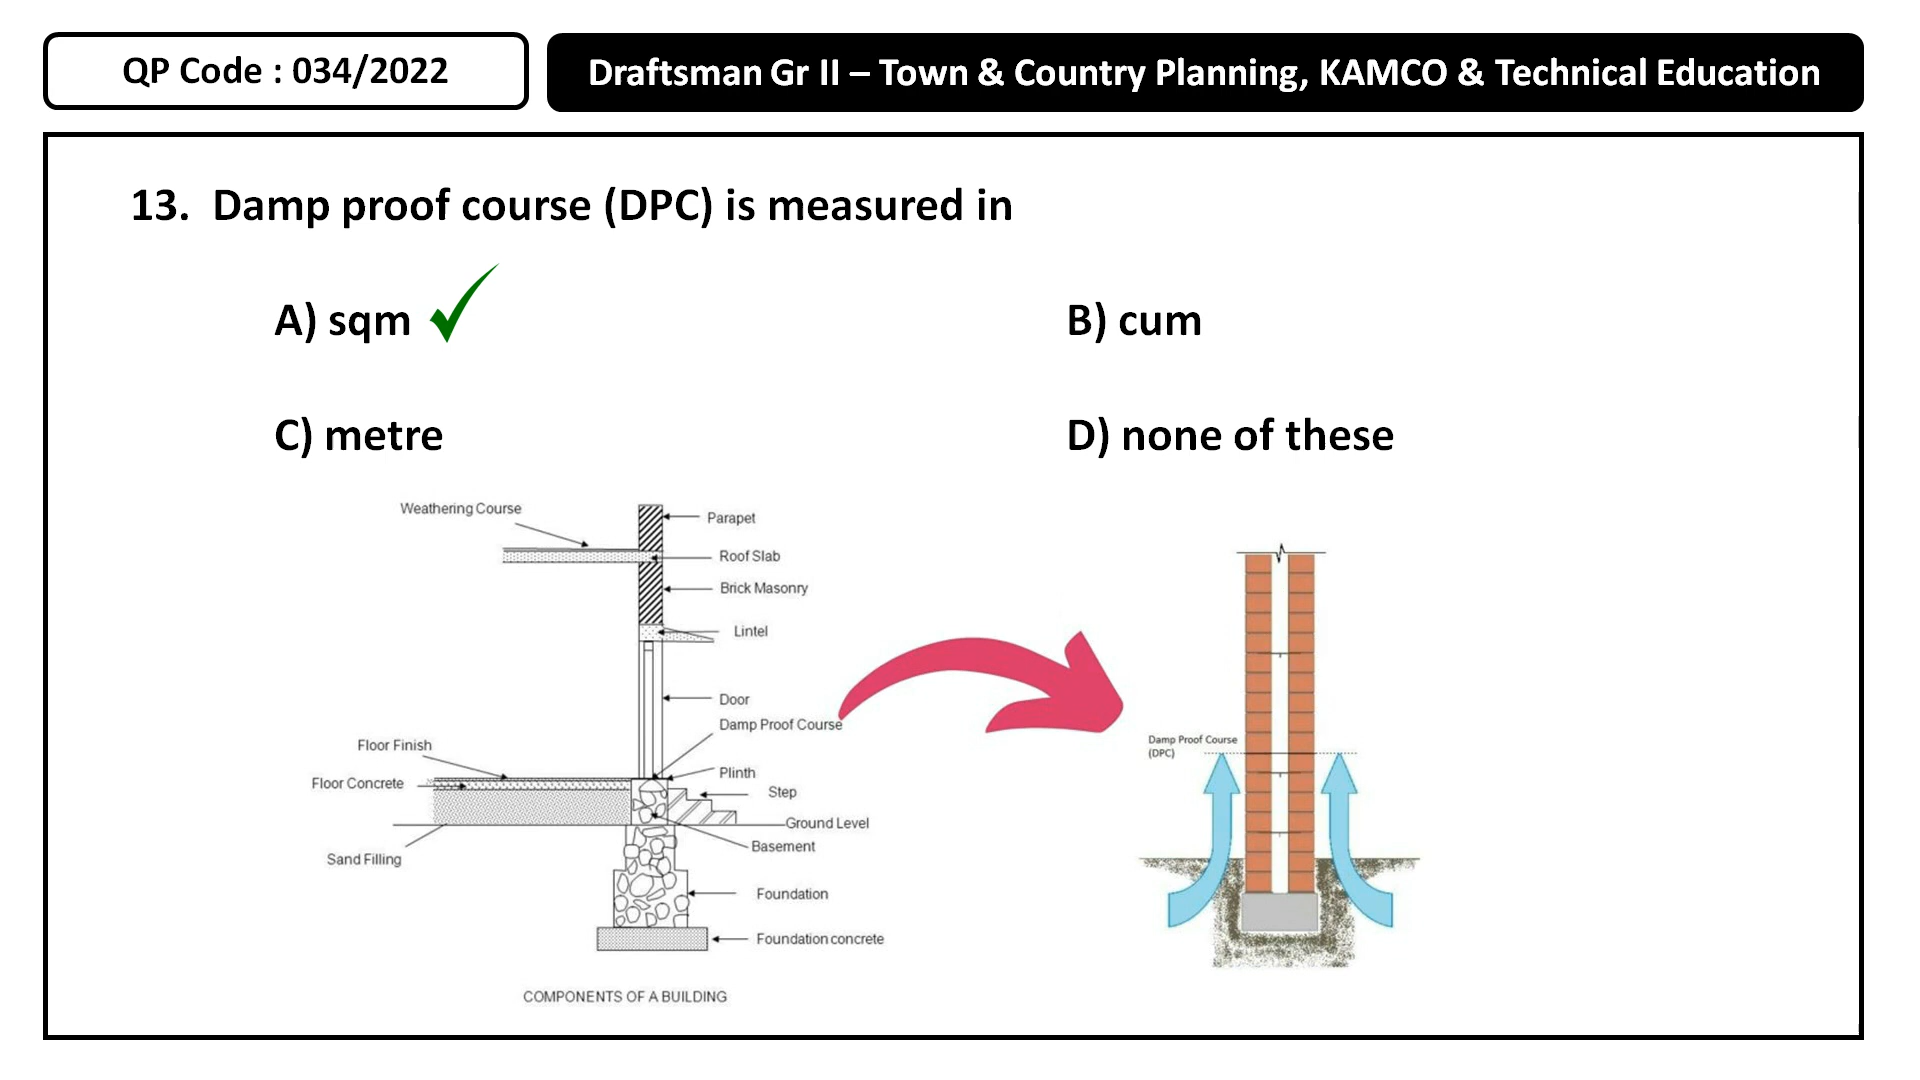 QP Code : 034/2022
Draftsman Gr II – Town & Country Planning, KAMCO & Technical Education
13. Damp proof course (DPC) is measured in
A) sqm
B) cum
C) metre
D) none of these
Weathering Course
Parapet
Roof Slab
Brick Masonry
Lintel
Door
Damp Proof Course
Floor Finish
Plinth
Floor Concrete
Step
Ground Level
Basement
Sand Filling
Foundation
Foundation concrete
COMPONENTS OF A BUILDING
Damp Proof Course
(DPC)